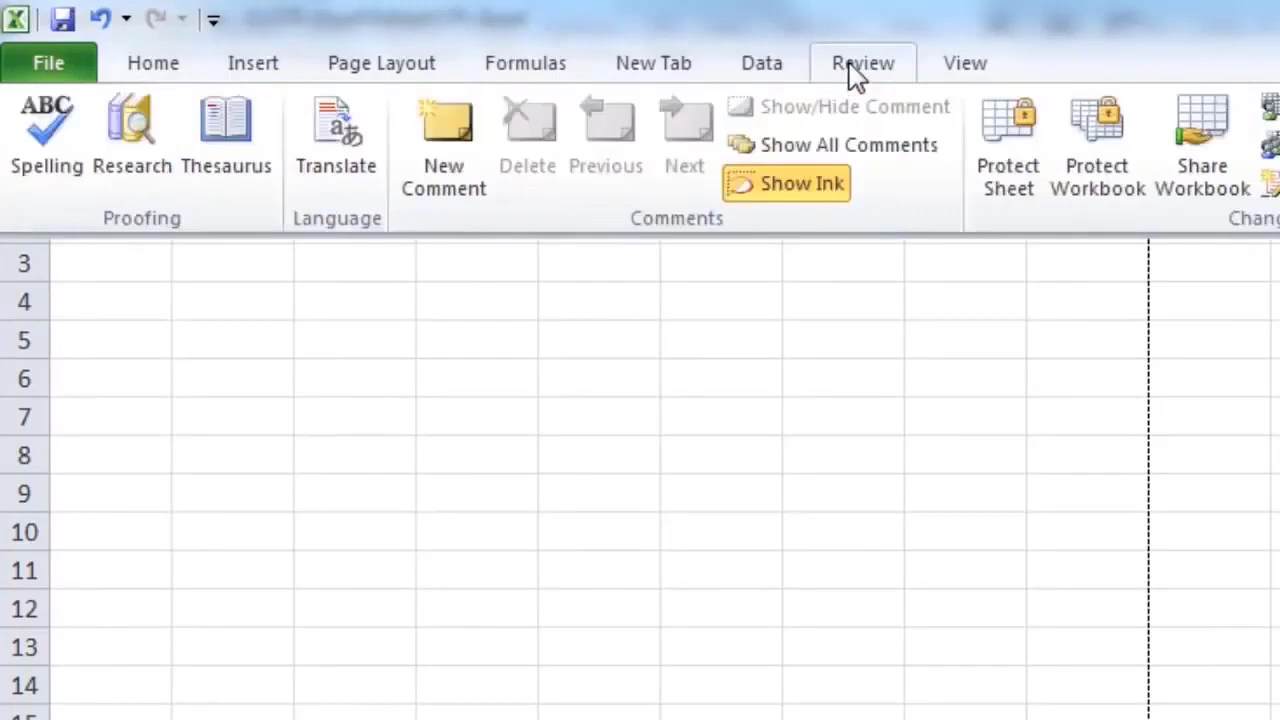 File Home Insert Page Layout Formulas New Tab Data Review View
ABC
Spelling Research Thesaurus Translate New Comment Delete Previous Next
Show/Hide Comment
Show All Comments
Show Ink
Protect Sheet Protect Workbook Share Workbook
Proofing Language Comments
3
4
5
6
7
8
9
10
11
12
13
14